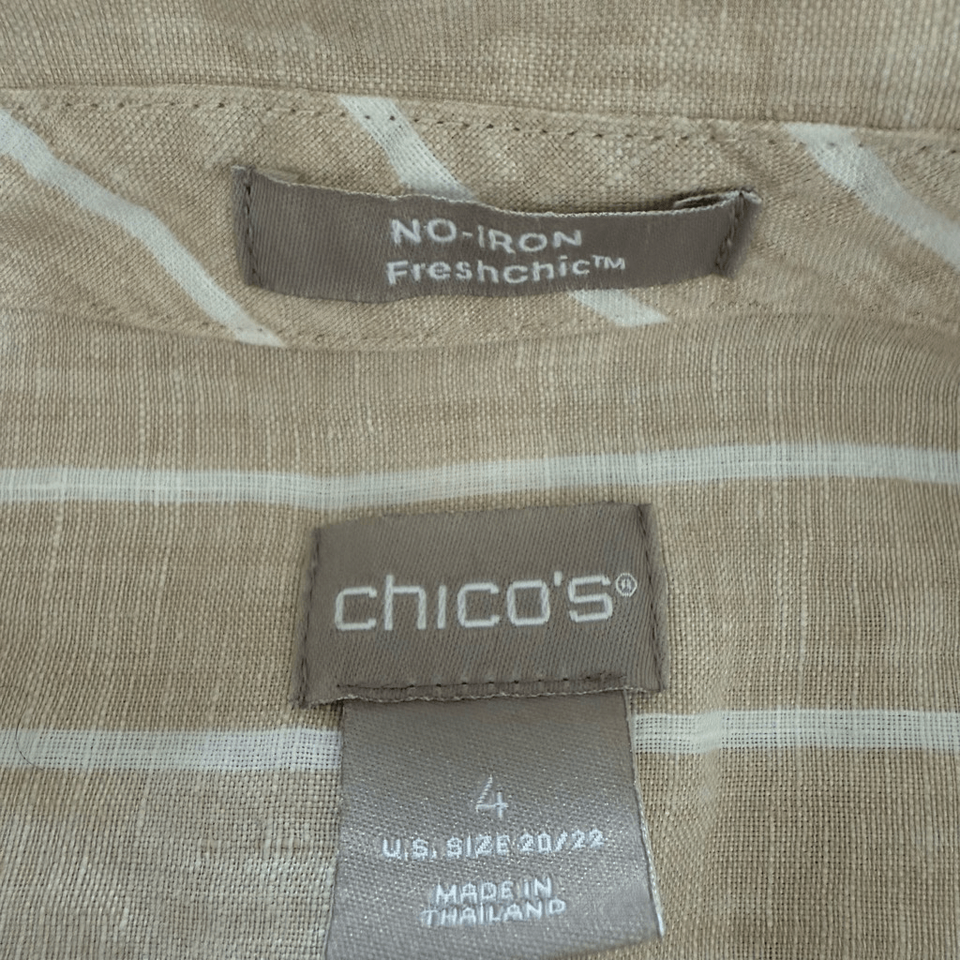 NO-IRON
Freshchic™
chico's®
4
U.S. SIZE 20/22
MADE IN
THAILAND